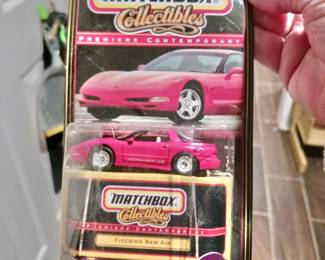 MATCHBOX
Collectibles
PREMIERE CONTEMPORARY
MATCHBOX
Collectibles
PREMIERE CONTEMPORARY
FIREBIRD RAM AIR